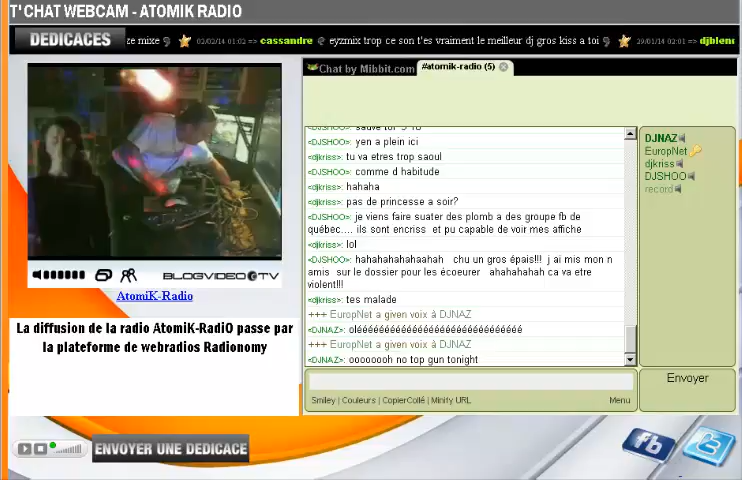 T'CHAT WEBCAM - ATOMIK RADIO
DEDICACES
ze mixe 02/02/14 01:02 => cassandre eyzmix trop ce son t'es vraiment le meilleur dj gros kiss a toi 29/01/14 02:01 => djblend
Chat by Mibbit.com
#atomik-radio (5)
<DJSHOO>: yen a plein ici
<djkriss>: tu va etres trop saoul
<DJSHOO>: comme d habitude
<djkriss>: hahaha
<djkriss>: pas de princesse a soir?
<DJSHOO>: je viens faire suater des plomb a des groupe fb de
québec.... ils sont encriss et pu capable de voir mes affiche
<djkriss>: lol
<DJSHOO>: hahahahahahaahah chu un gros épais!!! j ai mis mon n
amis sur le dossier pour les écoeurer ahahahahah ca va etre
violent!!!
<djkriss>: tes malade
+++ EuropNet a given voix à DJNAZ
<DJNAZ>: oléééééééééééééééééééééééééééééé
+++ EuropNet a given voix à DJNAZ
<DJNAZ>: oooooooh no top gun tonight
DJNAZ
EuropNet
djkriss
DJSHOO
record
Envoyer
Smiley | Couleurs | CopierCollé | Minify URL
Menu
BLOGVIDEO TV
AtomiK-Radio
La diffusion de la radio AtomiK-RadiO passe par
la plateforme de webradios Radionomy
ENVOYER UNE DEDICACE
fb